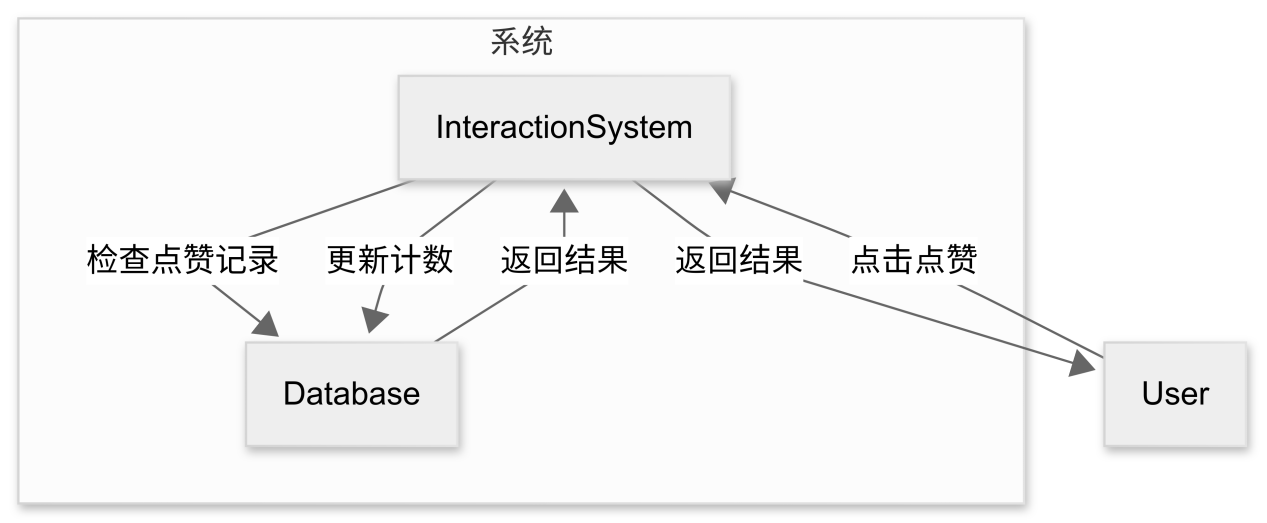 系统
InteractionSystem
检查点赞记录
更新计数
返回结果
返回结果
点击点赞
Database
User